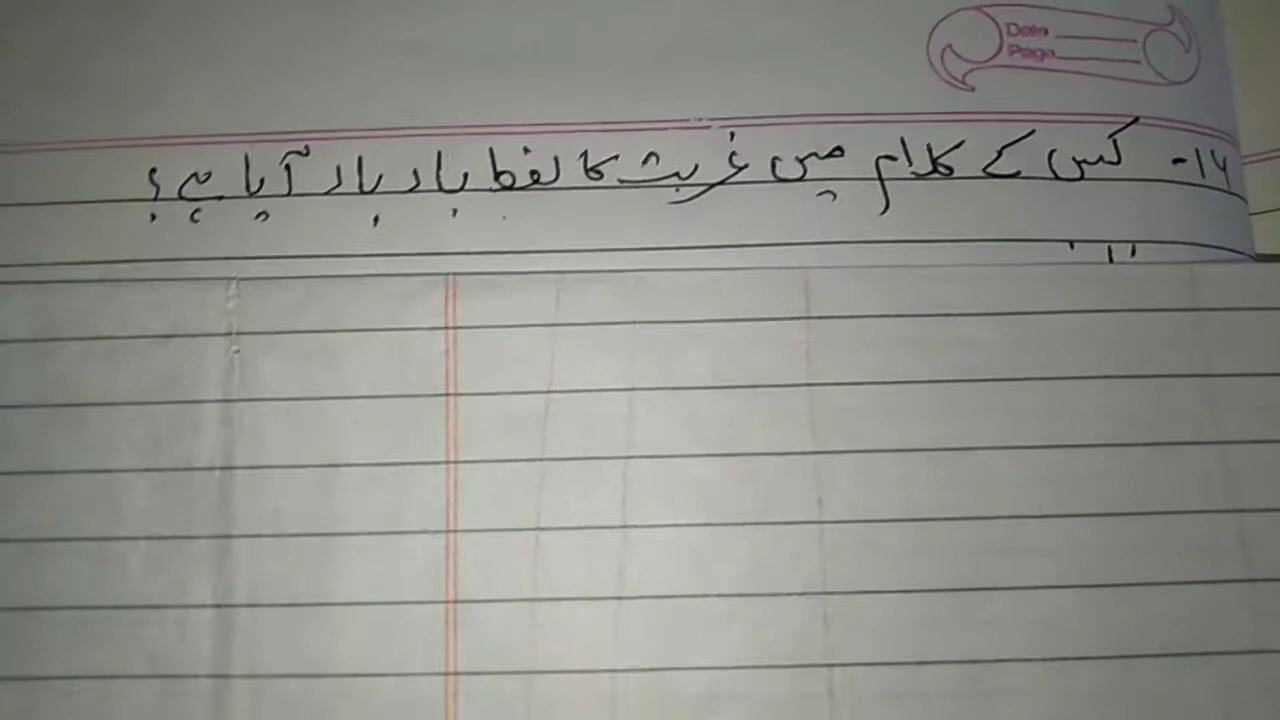 Date
Page
۱۴- کس کے کلام میں غربت کا لفظ بار بار آیا ہے؟